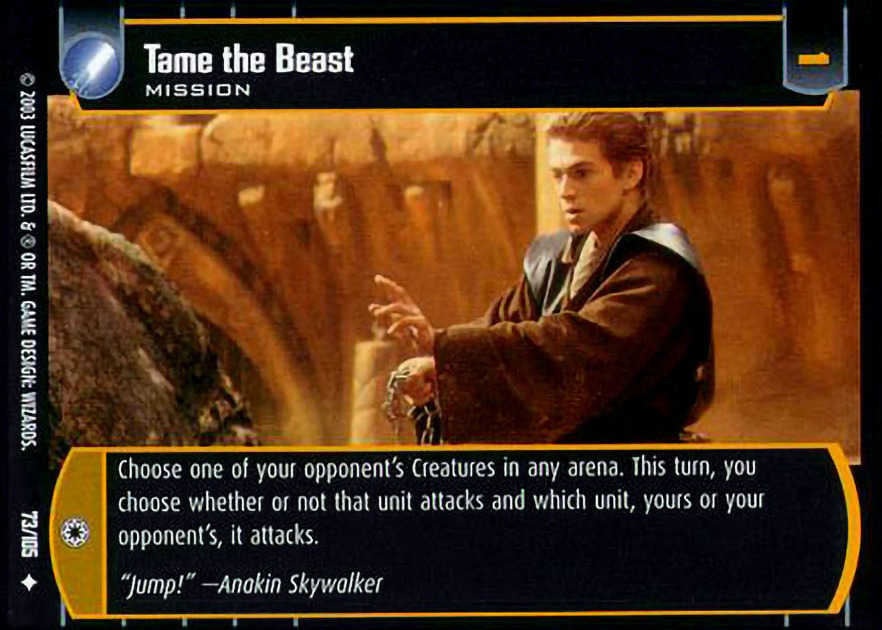 Tame the Beast
MISSION
1
Choose one of your opponent's Creatures in any arena. This turn, you
choose whether or not that unit attacks and which unit, yours or your
opponent's, it attacks.
"Jump!" —Anakin Skywalker
© 2003 LUCASFILM LTD. & ® OR TM. GAME DESIGN: WIZARDS.
73/105